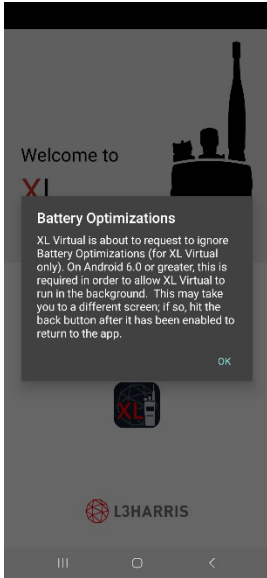 Welcome to
XL
Battery Optimizations
XL Virtual is about to request to ignore
Battery Optimizations (for XL Virtual
only). On Android 6.0 or greater, this is
required in order to allow XL Virtual to
run in the background. This may take
you to a different screen; if so, hit the
back button after it has been enabled to
return to the app.
OK
XL
L3HARRIS